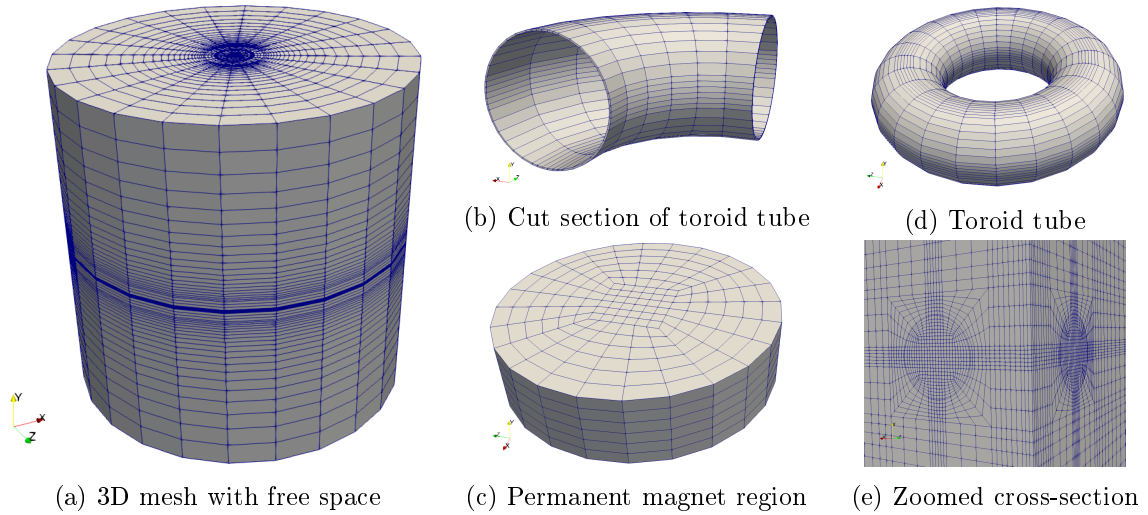 (a) 3D mesh with free space
(b) Cut section of toroid tube
(c) Permanent magnet region
(d) Toroid tube
(e) Zoomed cross-section
Y
X
Z